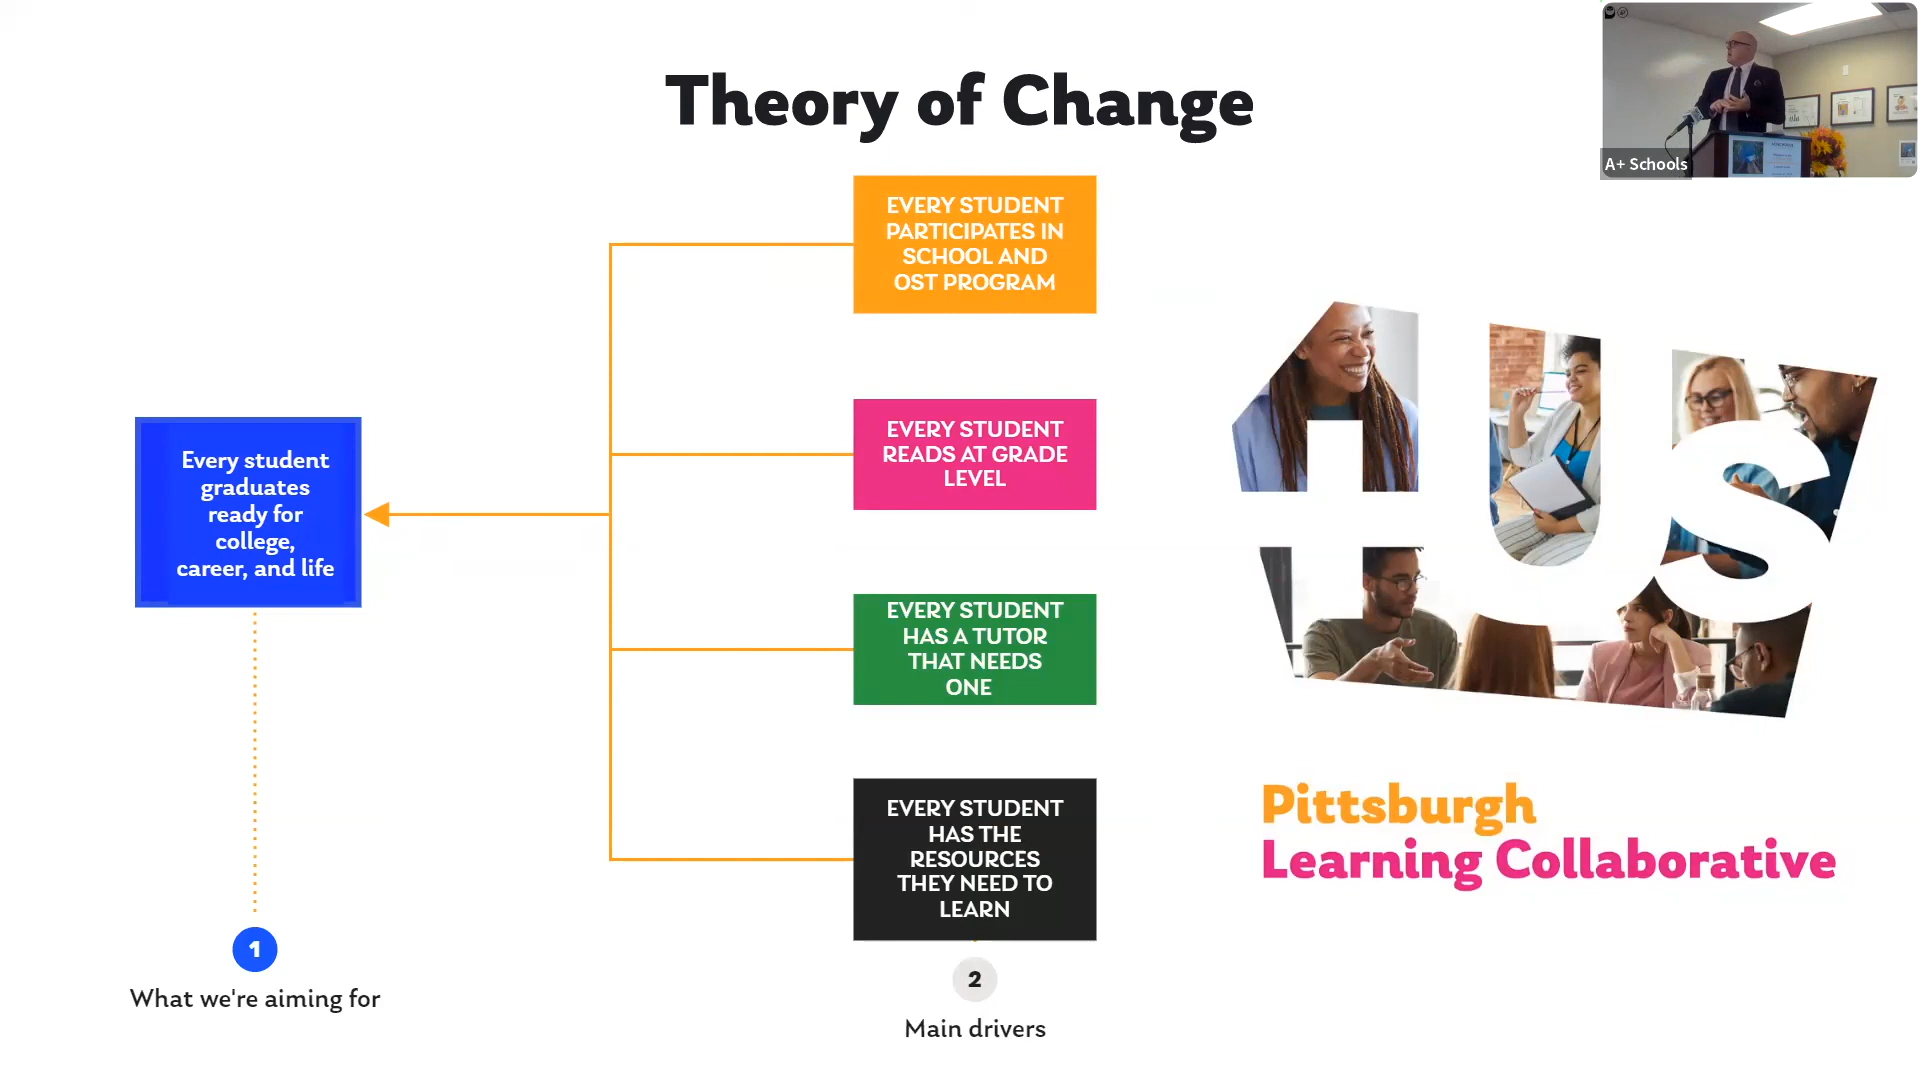 Theory of Change
A+ Schools
EVERY STUDENT
PARTICIPATES IN
SCHOOL AND
OST PROGRAM
EVERY STUDENT
READS AT GRADE
LEVEL
Every student
graduates
ready for
college,
career, and life
EVERY STUDENT
HAS A TUTOR
THAT NEEDS
ONE
EVERY STUDENT
HAS THE
RESOURCES
THEY NEED TO
LEARN
1
What we're aiming for
2
Main drivers
4US
Pittsburgh
Learning Collaborative